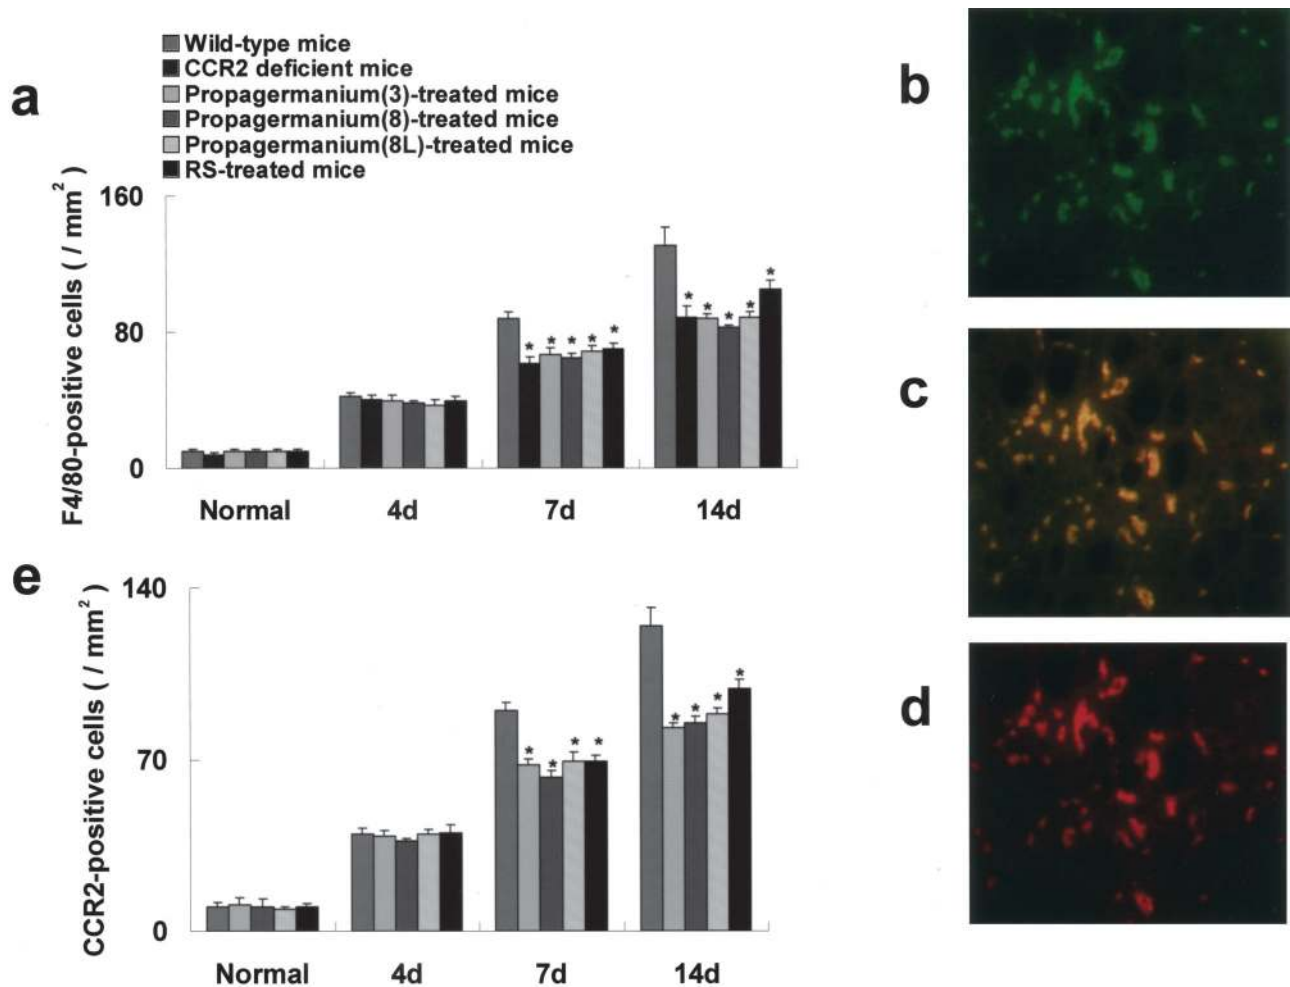 a
Wild-type mice
CCR2 deficient mice
Propagermanium(3)-treated mice
Propagermanium(8)-treated mice
Propagermanium(8L)-treated mice
RS-treated mice
F4/80-positive cells ( / mm²)
160
80
0
* * * * *
* * * * *
Normal 4d 7d 14d
b
c
d
e
CCR2-positive cells ( / mm²)
140
70
0
* * * *
* * * *
Normal 4d 7d 14d